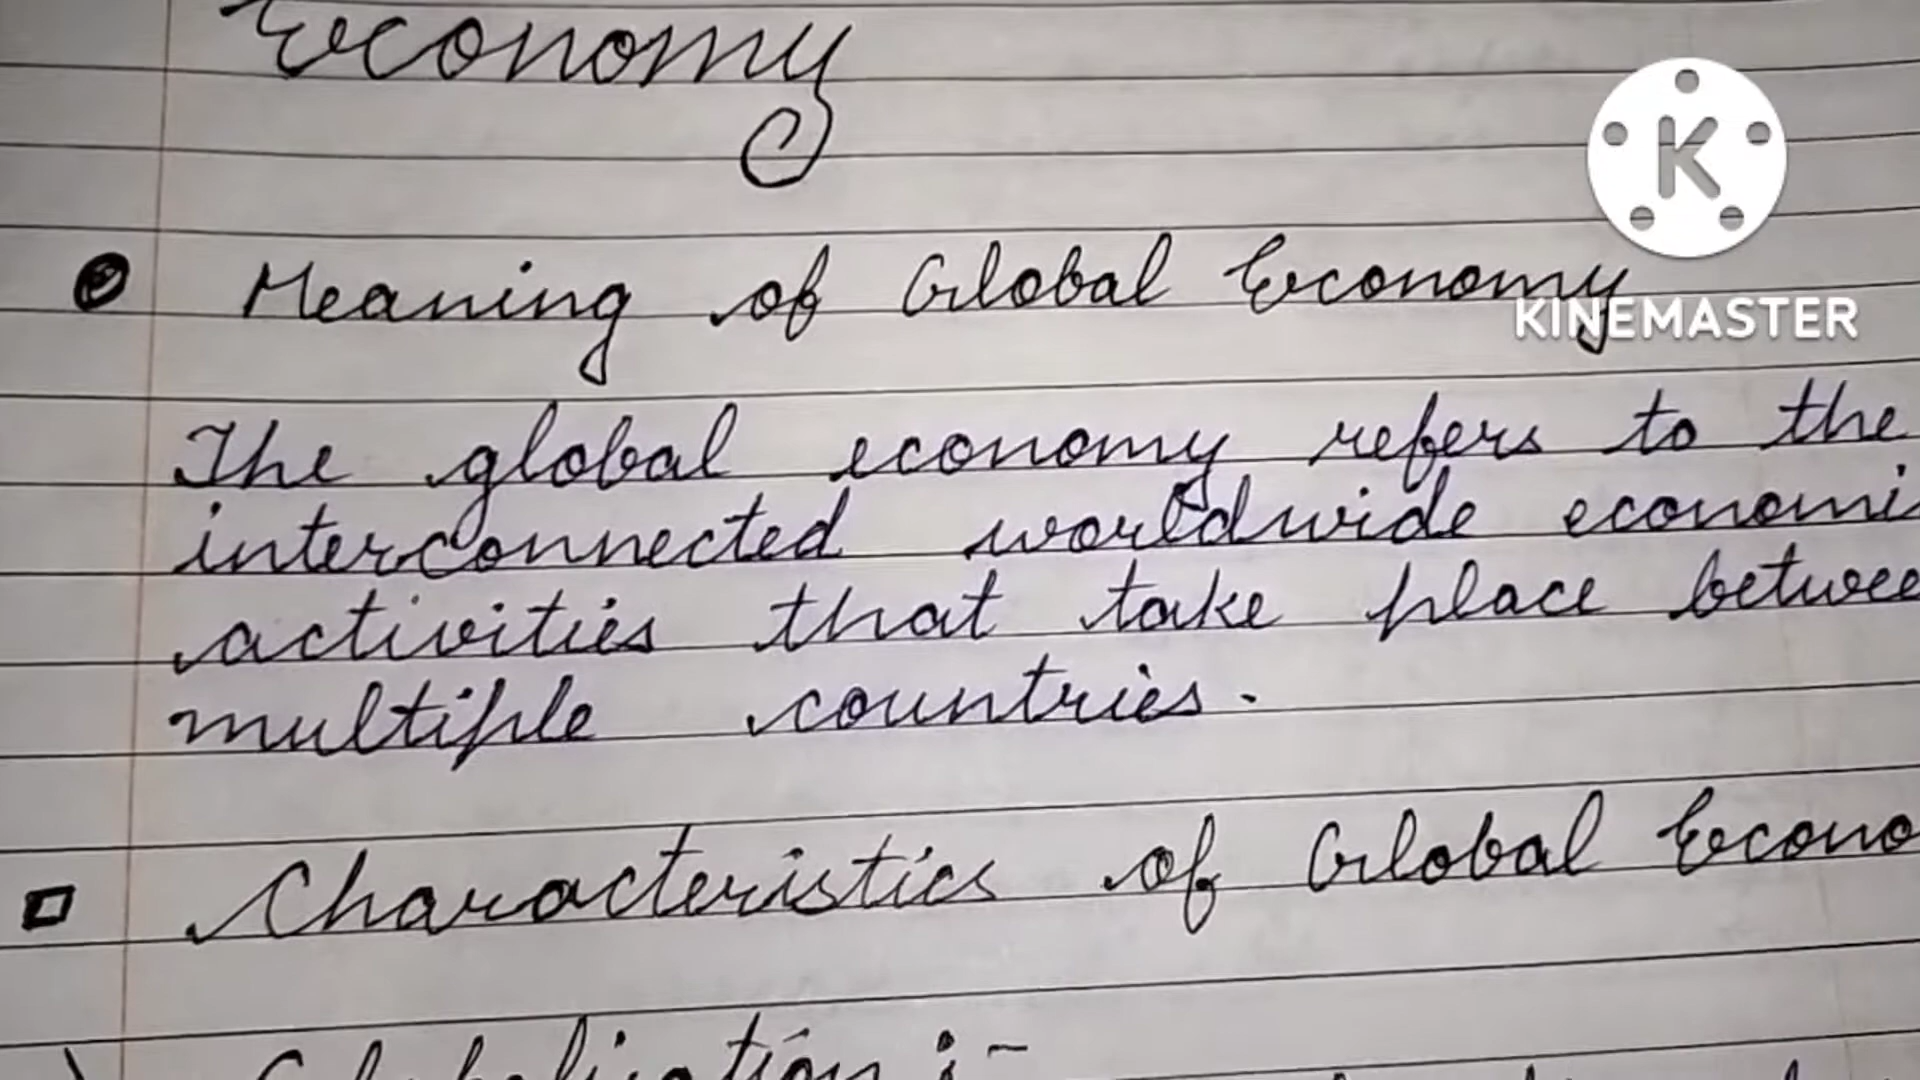 Economy
Meaning of Global Economy
K
KINEMASTER
The global economy refers to the
interconnected worldwide economi
activities that take place betwee
multiple countries.
Characteristics of Global Econo
Globalization :-